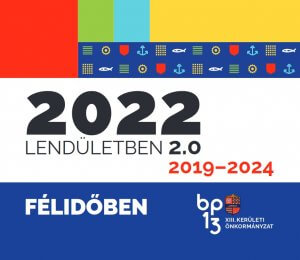 2022
LENDÜLETBEN 2.0
2019–2024
FÉLIDŐBEN
bp
13
XIII. KERÜLETI
ÖNKORMÁNYZAT